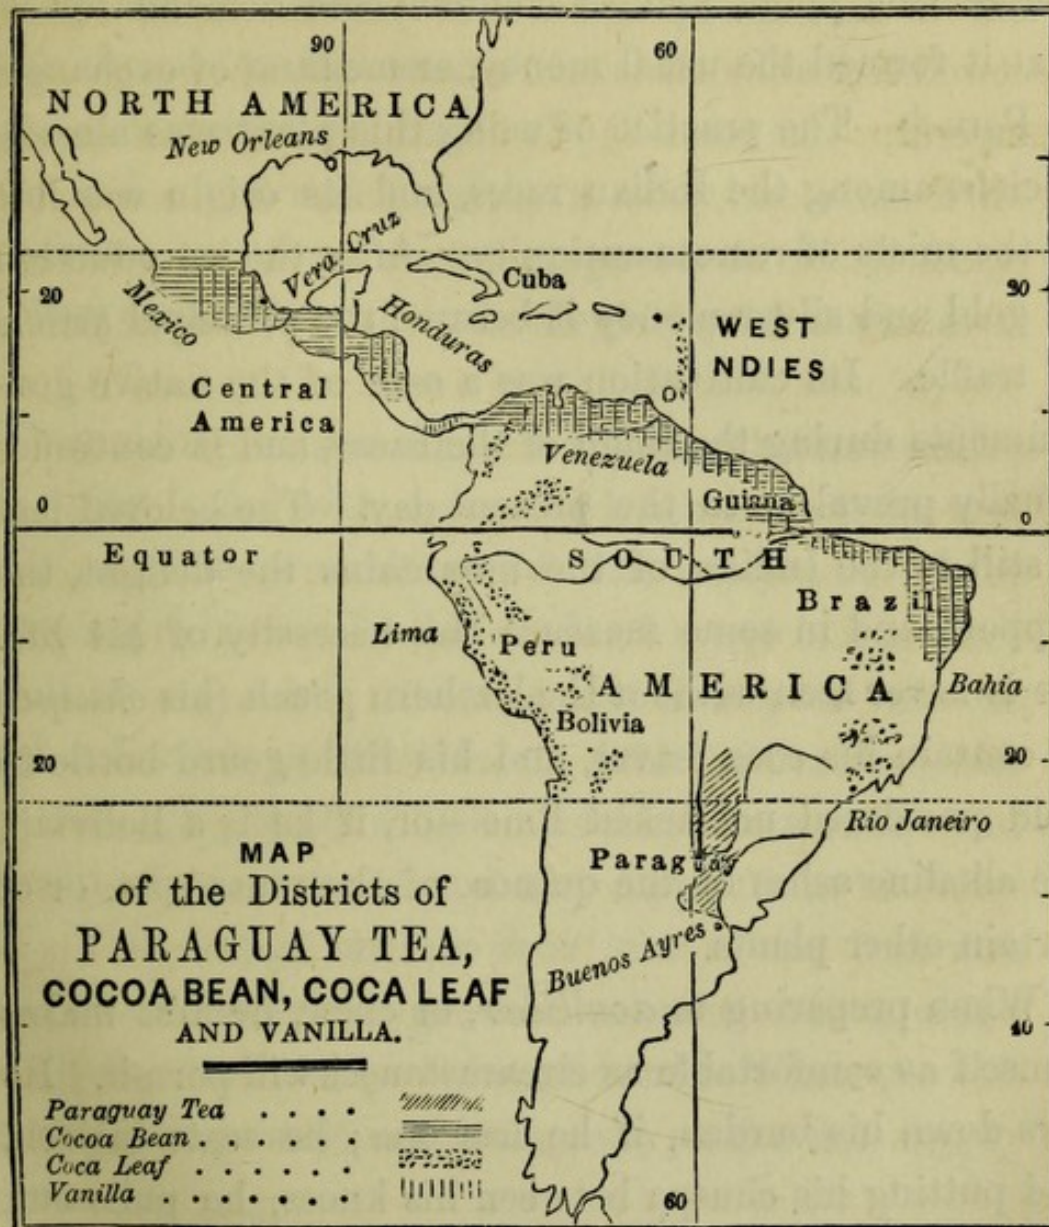 90
60
NORTH AMERICA
New Orleans
Vera Cruz
Cuba
20
20
Mexico
Honduras
WEST
NDIES
Central
America
Venezuela
Guiana
0
0
Equator
SOUTH
Brazil
Lima
Peru
AMERICA
Bahia
Bolivia
20
20
Rio Janeiro
Paraguay
Buenos Ayres
MAP
of the Districts of
PARAGUAY TEA,
COCOA BEAN, COCA LEAF
AND VANILLA.
40
Paraguay Tea . . . .
Cocoa Bean . . . . . .
Coca Leaf . . . . . .
Vanilla . . . . . . .
60